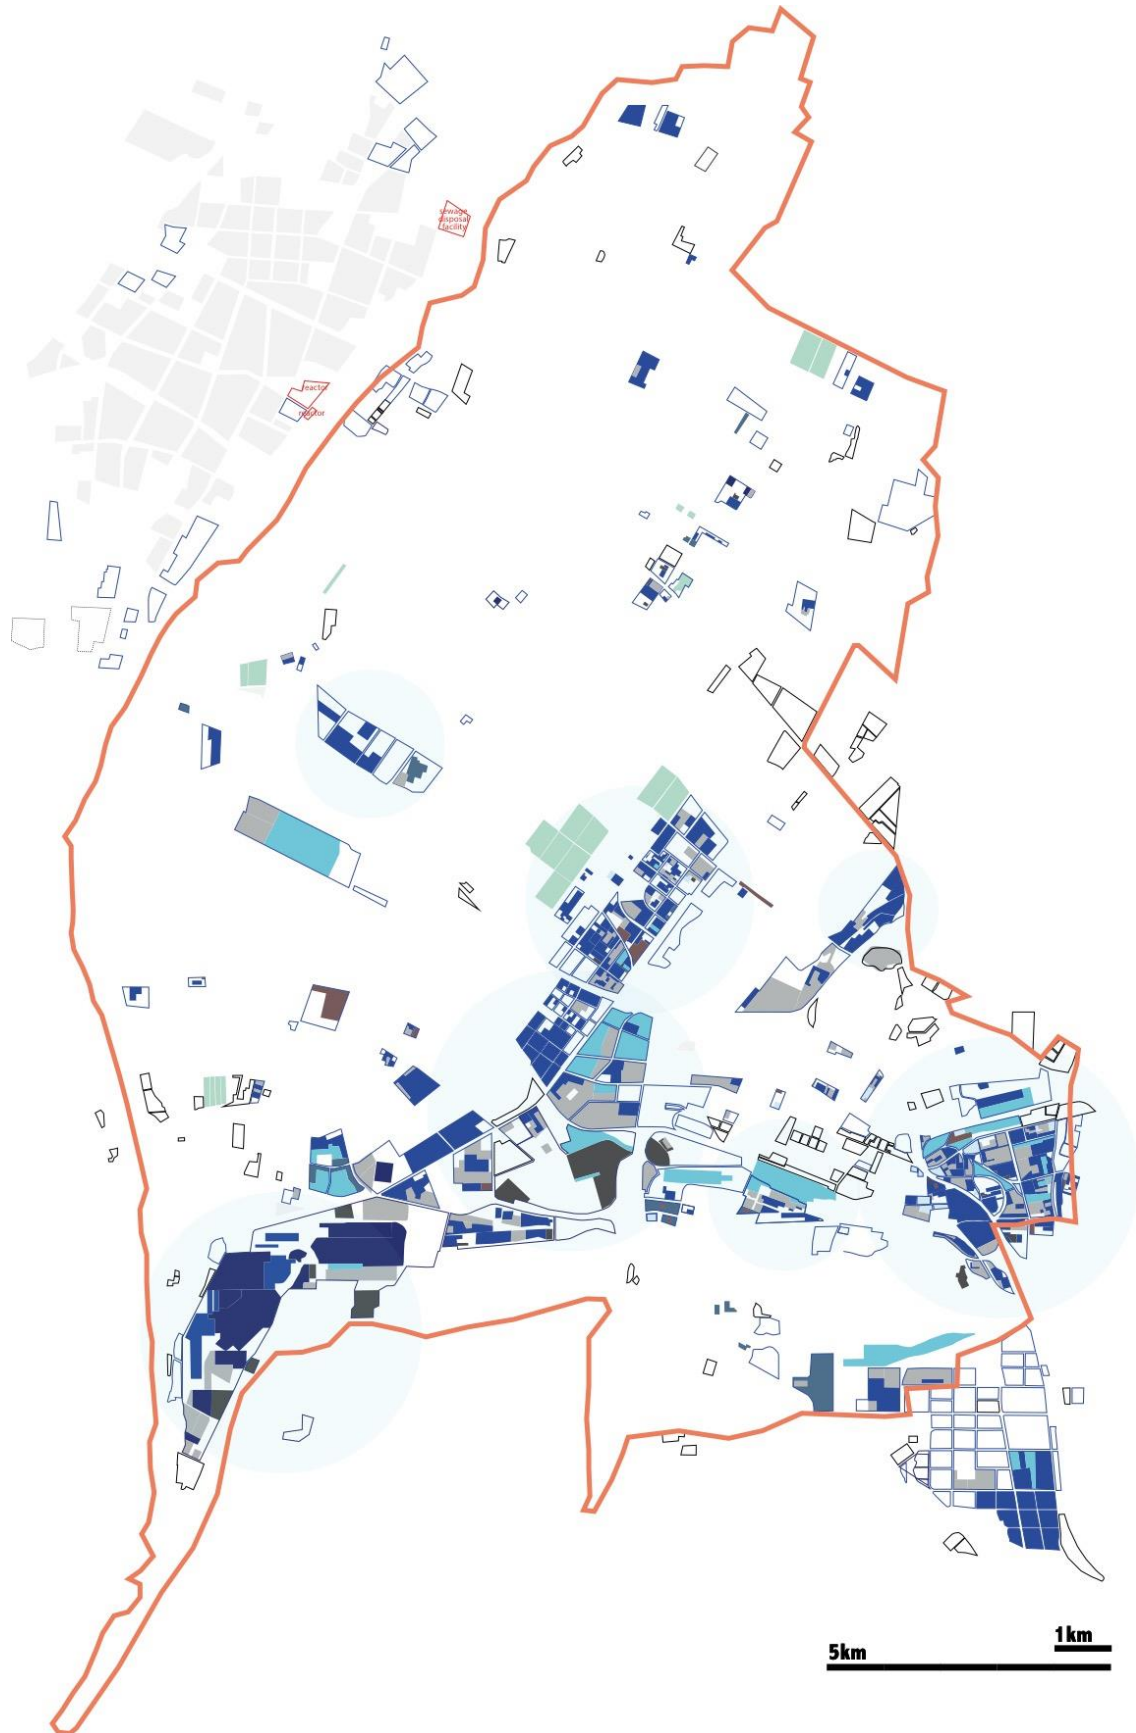 sewage
disposal
facility
reactor
reactor
1km
5km